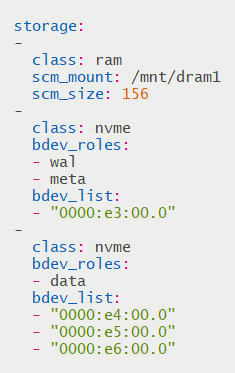 storage:
-
  class: ram
  scm_mount: /mnt/dram1
  scm_size: 156
-
  class: nvme
  bdev_roles:
  - wal
  - meta
  bdev_list:
  - "0000:e3:00.0"
-
  class: nvme
  bdev_roles:
  - data
  bdev_list:
  - "0000:e4:00.0"
  - "0000:e5:00.0"
  - "0000:e6:00.0"